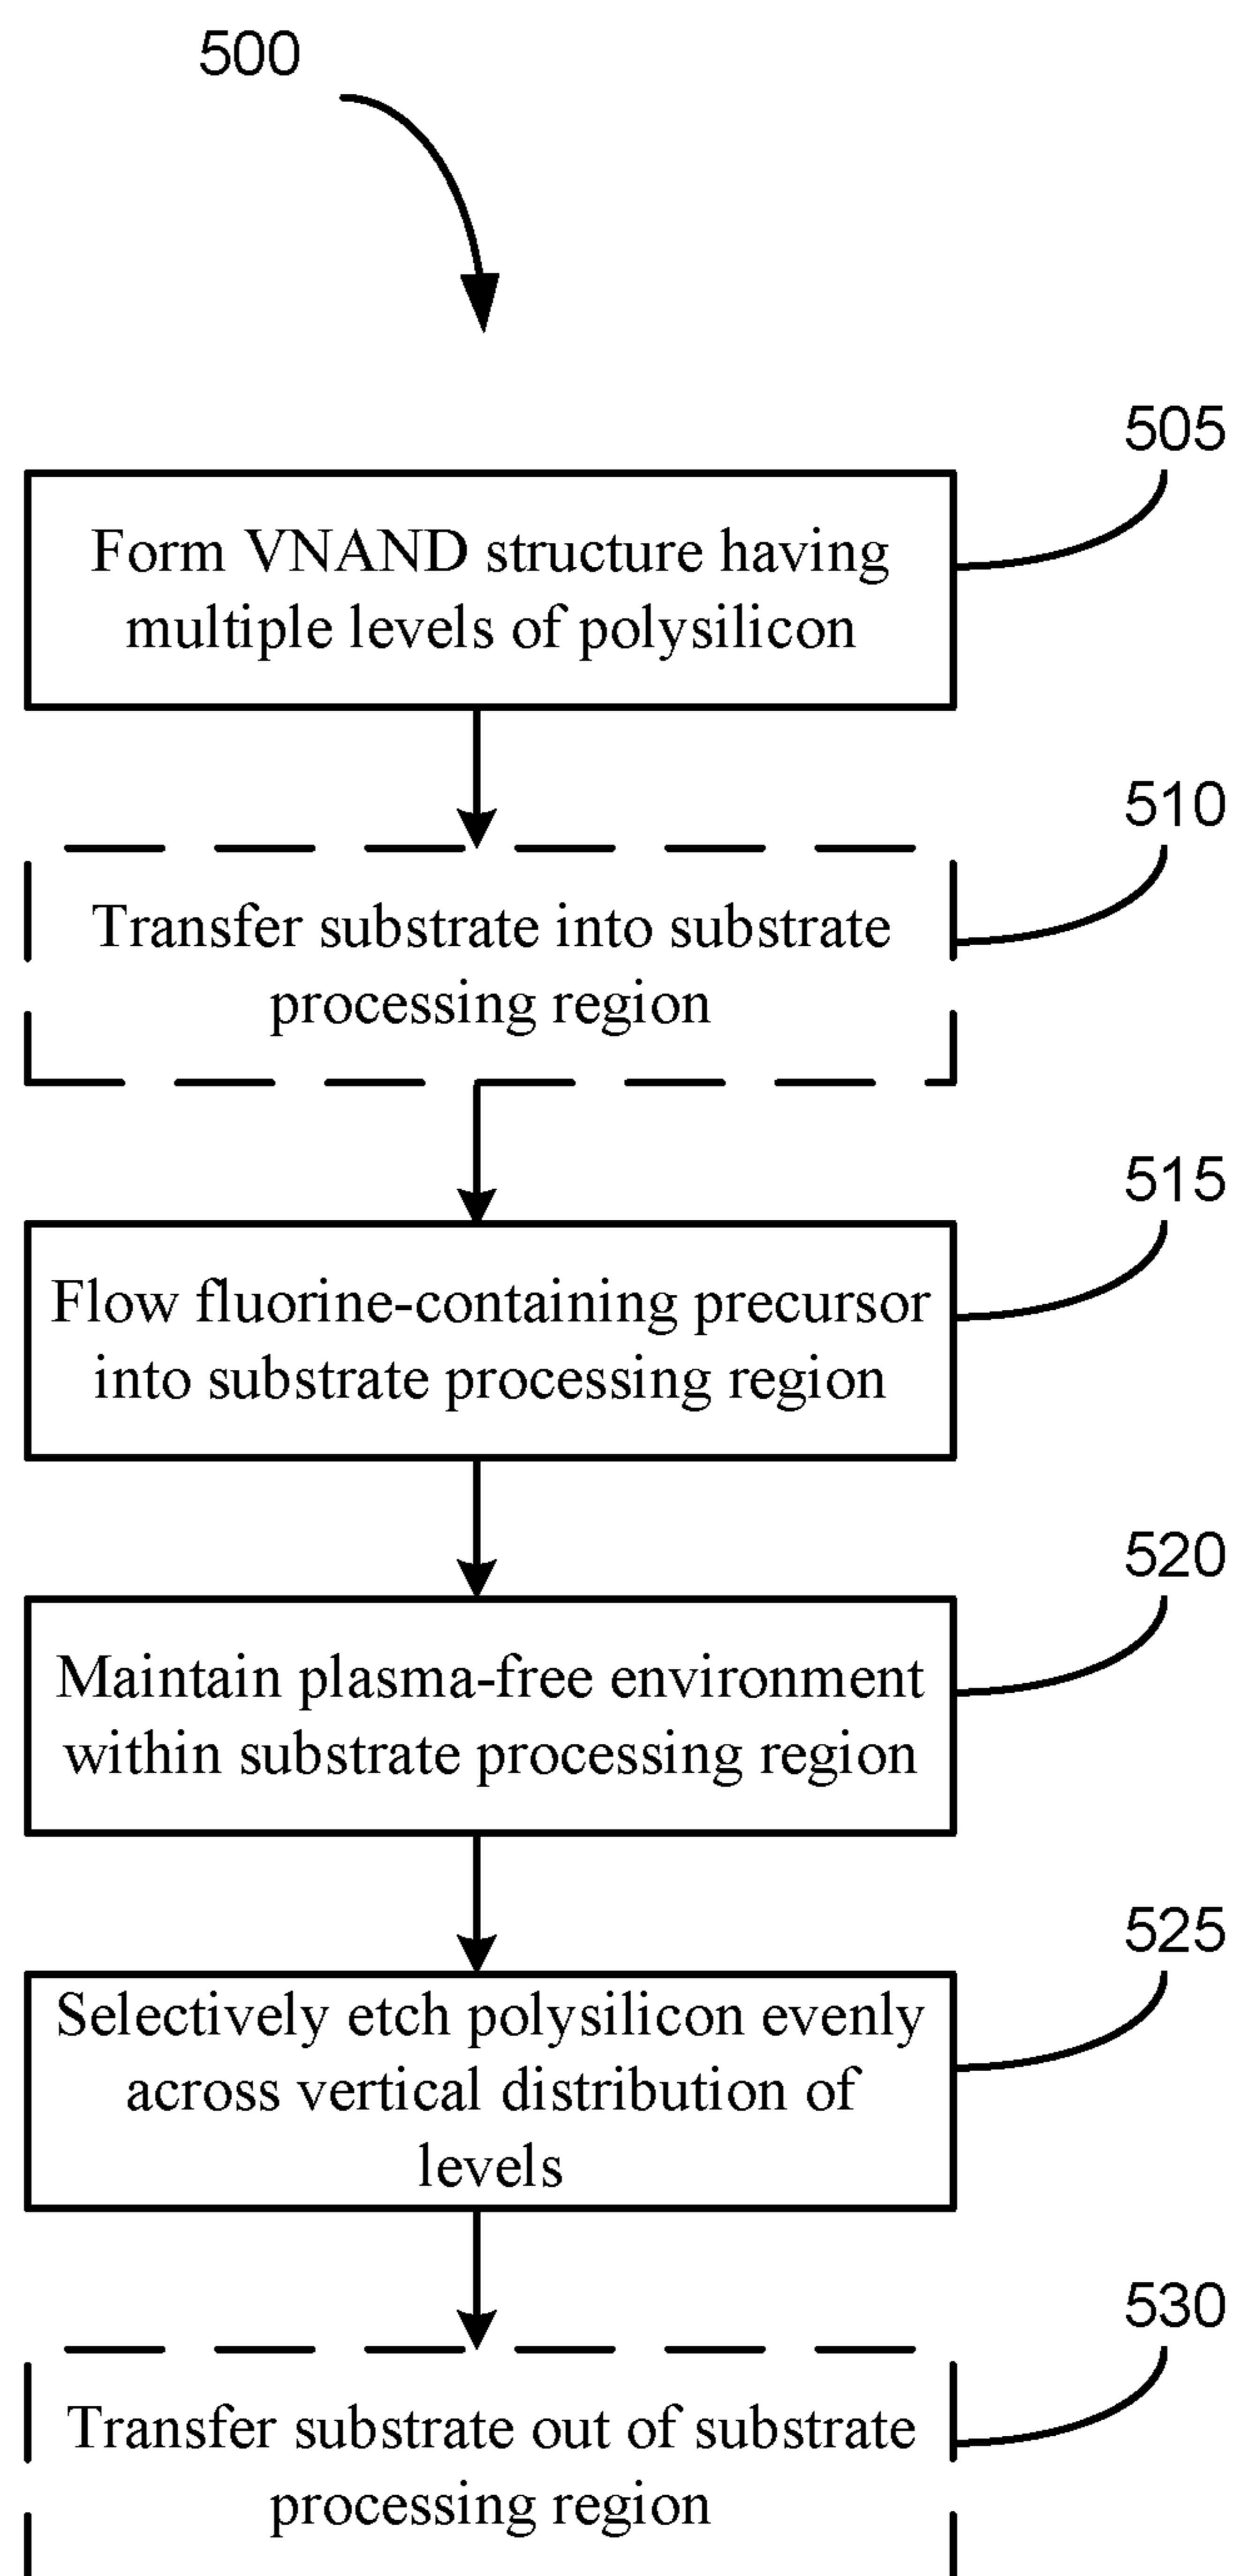 500
505
Form VNAND structure having
multiple levels of polysilicon
510
Transfer substrate into substrate
processing region
515
Flow fluorine-containing precursor
into substrate processing region
520
Maintain plasma-free environment
within substrate processing region
525
Selectively etch polysilicon evenly
across vertical distribution of
levels
530
Transfer substrate out of substrate
processing region